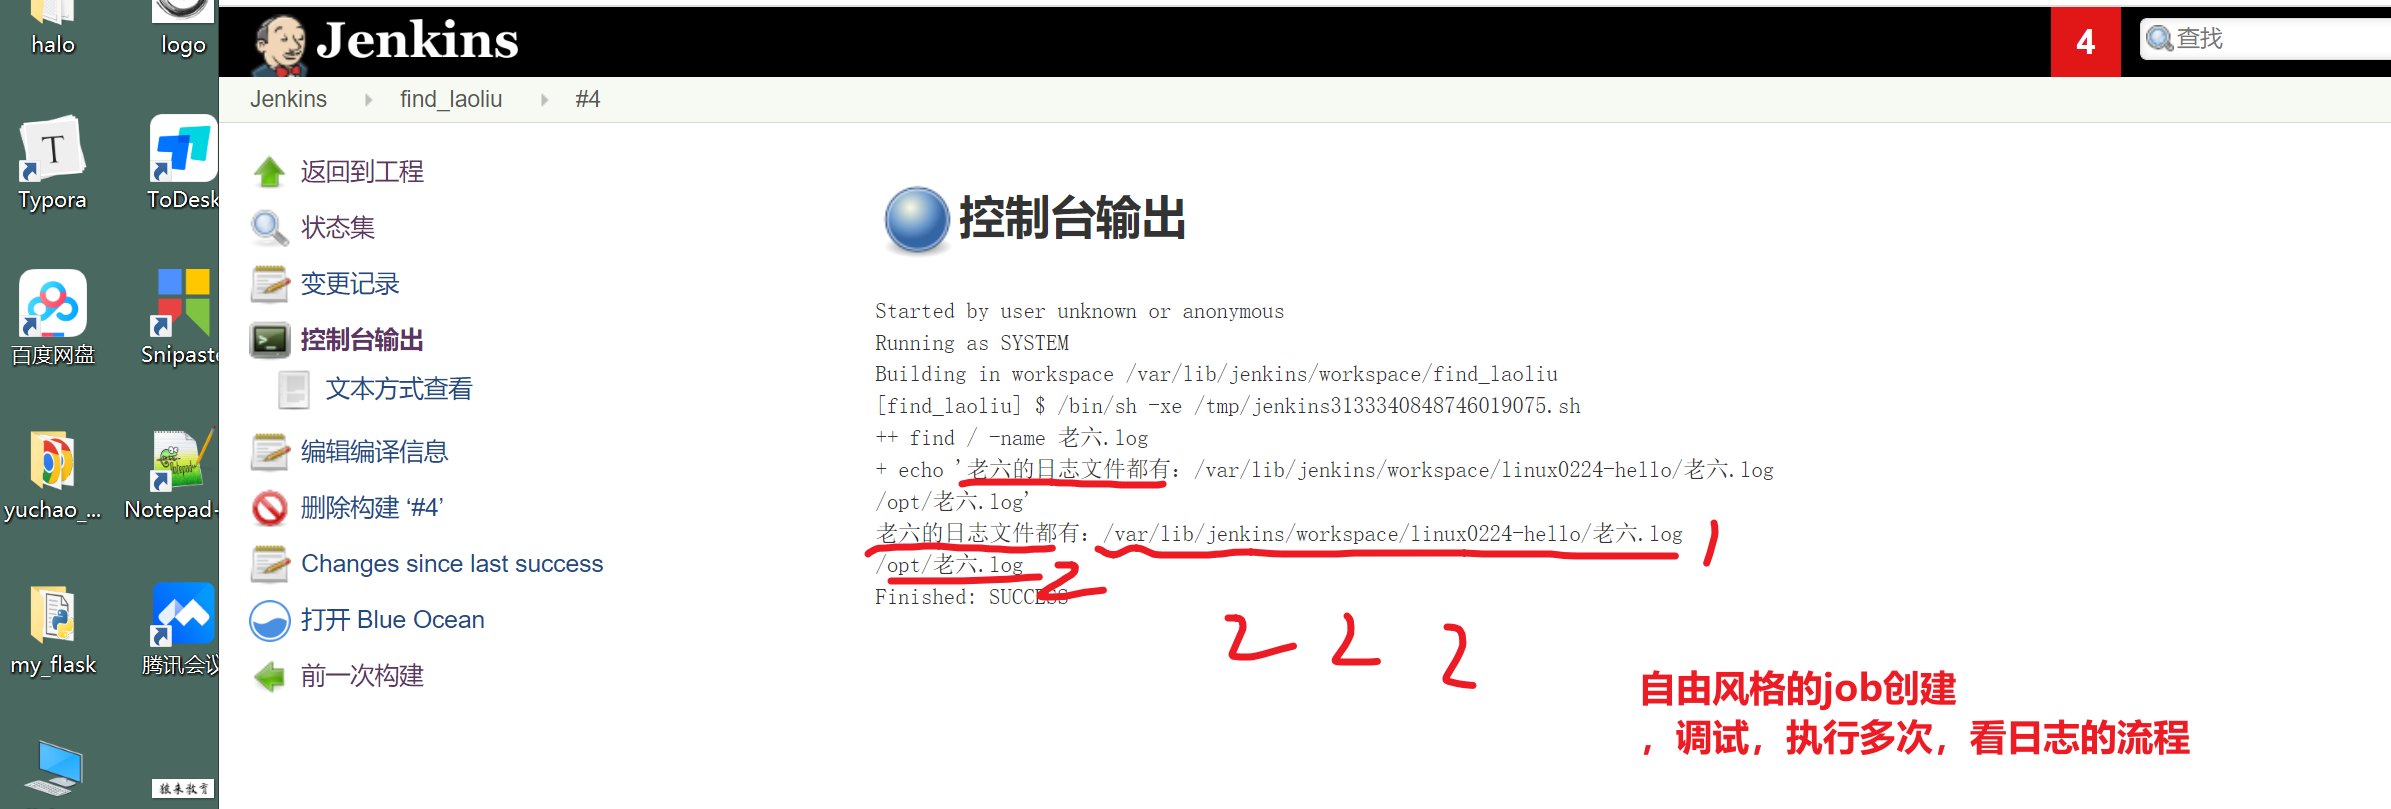 halo
logo
Typora
ToDesk
百度网盘
Snipaste
yuchao_...
Notepad-
my_flask
腾讯会议
猿来教育
Jenkins
4
查找
Jenkins
find_laoliu
#4
返回到工程
状态集
变更记录
控制台输出
文本方式查看
编辑编译信息
删除构建 ‘#4’
Changes since last success
打开 Blue Ocean
前一次构建
控制台输出
Started by user unknown or anonymous
Running as SYSTEM
Building in workspace /var/lib/jenkins/workspace/find_laoliu
[find_laoliu] $ /bin/sh -xe /tmp/jenkins3133340848746019075.sh
++ find / -name 老六.log
+ echo '老六的日志文件都有：/var/lib/jenkins/workspace/linux0224-hello/老六.log
/opt/老六.log'
老六的日志文件都有：/var/lib/jenkins/workspace/linux0224-hello/老六.log
1
/opt/老六.log
2
Finished: SUCCESS
2 2 2
自由风格的job创建
，调试，执行多次，看日志的流程